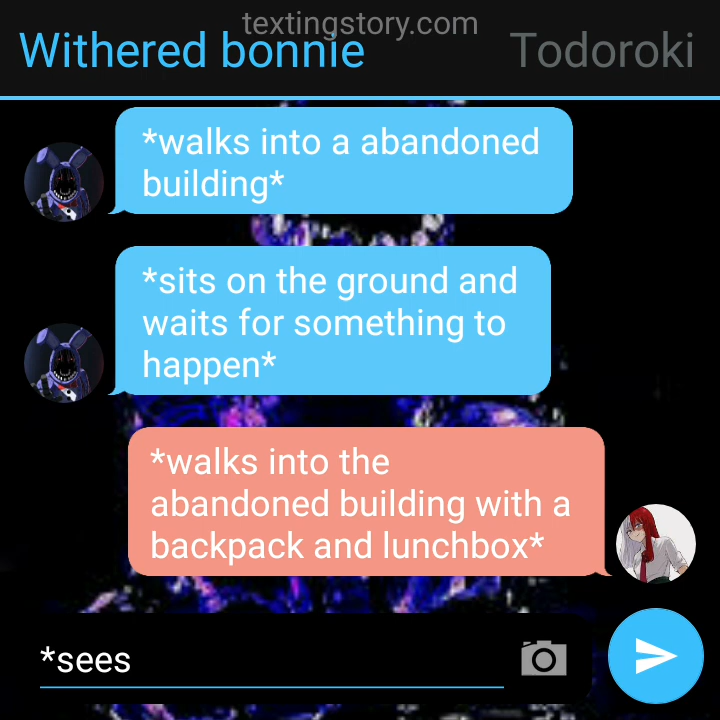 textingstory.com
Withered bonnie Todoroki
*walks into a abandoned
building*
*sits on the ground and
waits for something to
happen*
*walks into the
abandoned building with a
backpack and lunchbox*
*sees